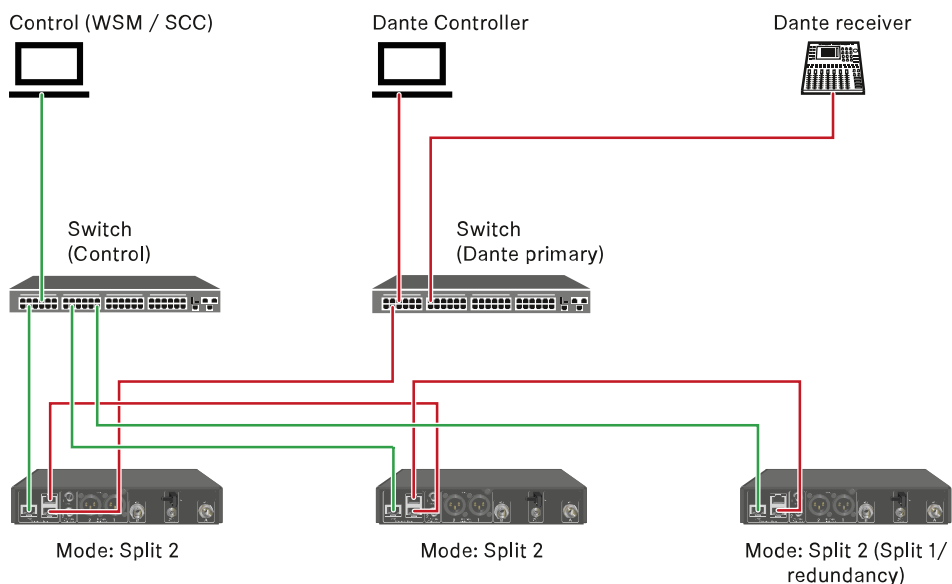 Control (WSM / SCC)
Dante Controller
Dante receiver
Switch
(Control)
Switch
(Dante primary)
Mode: Split 2
Mode: Split 2
Mode: Split 2 (Split 1/
redundancy)